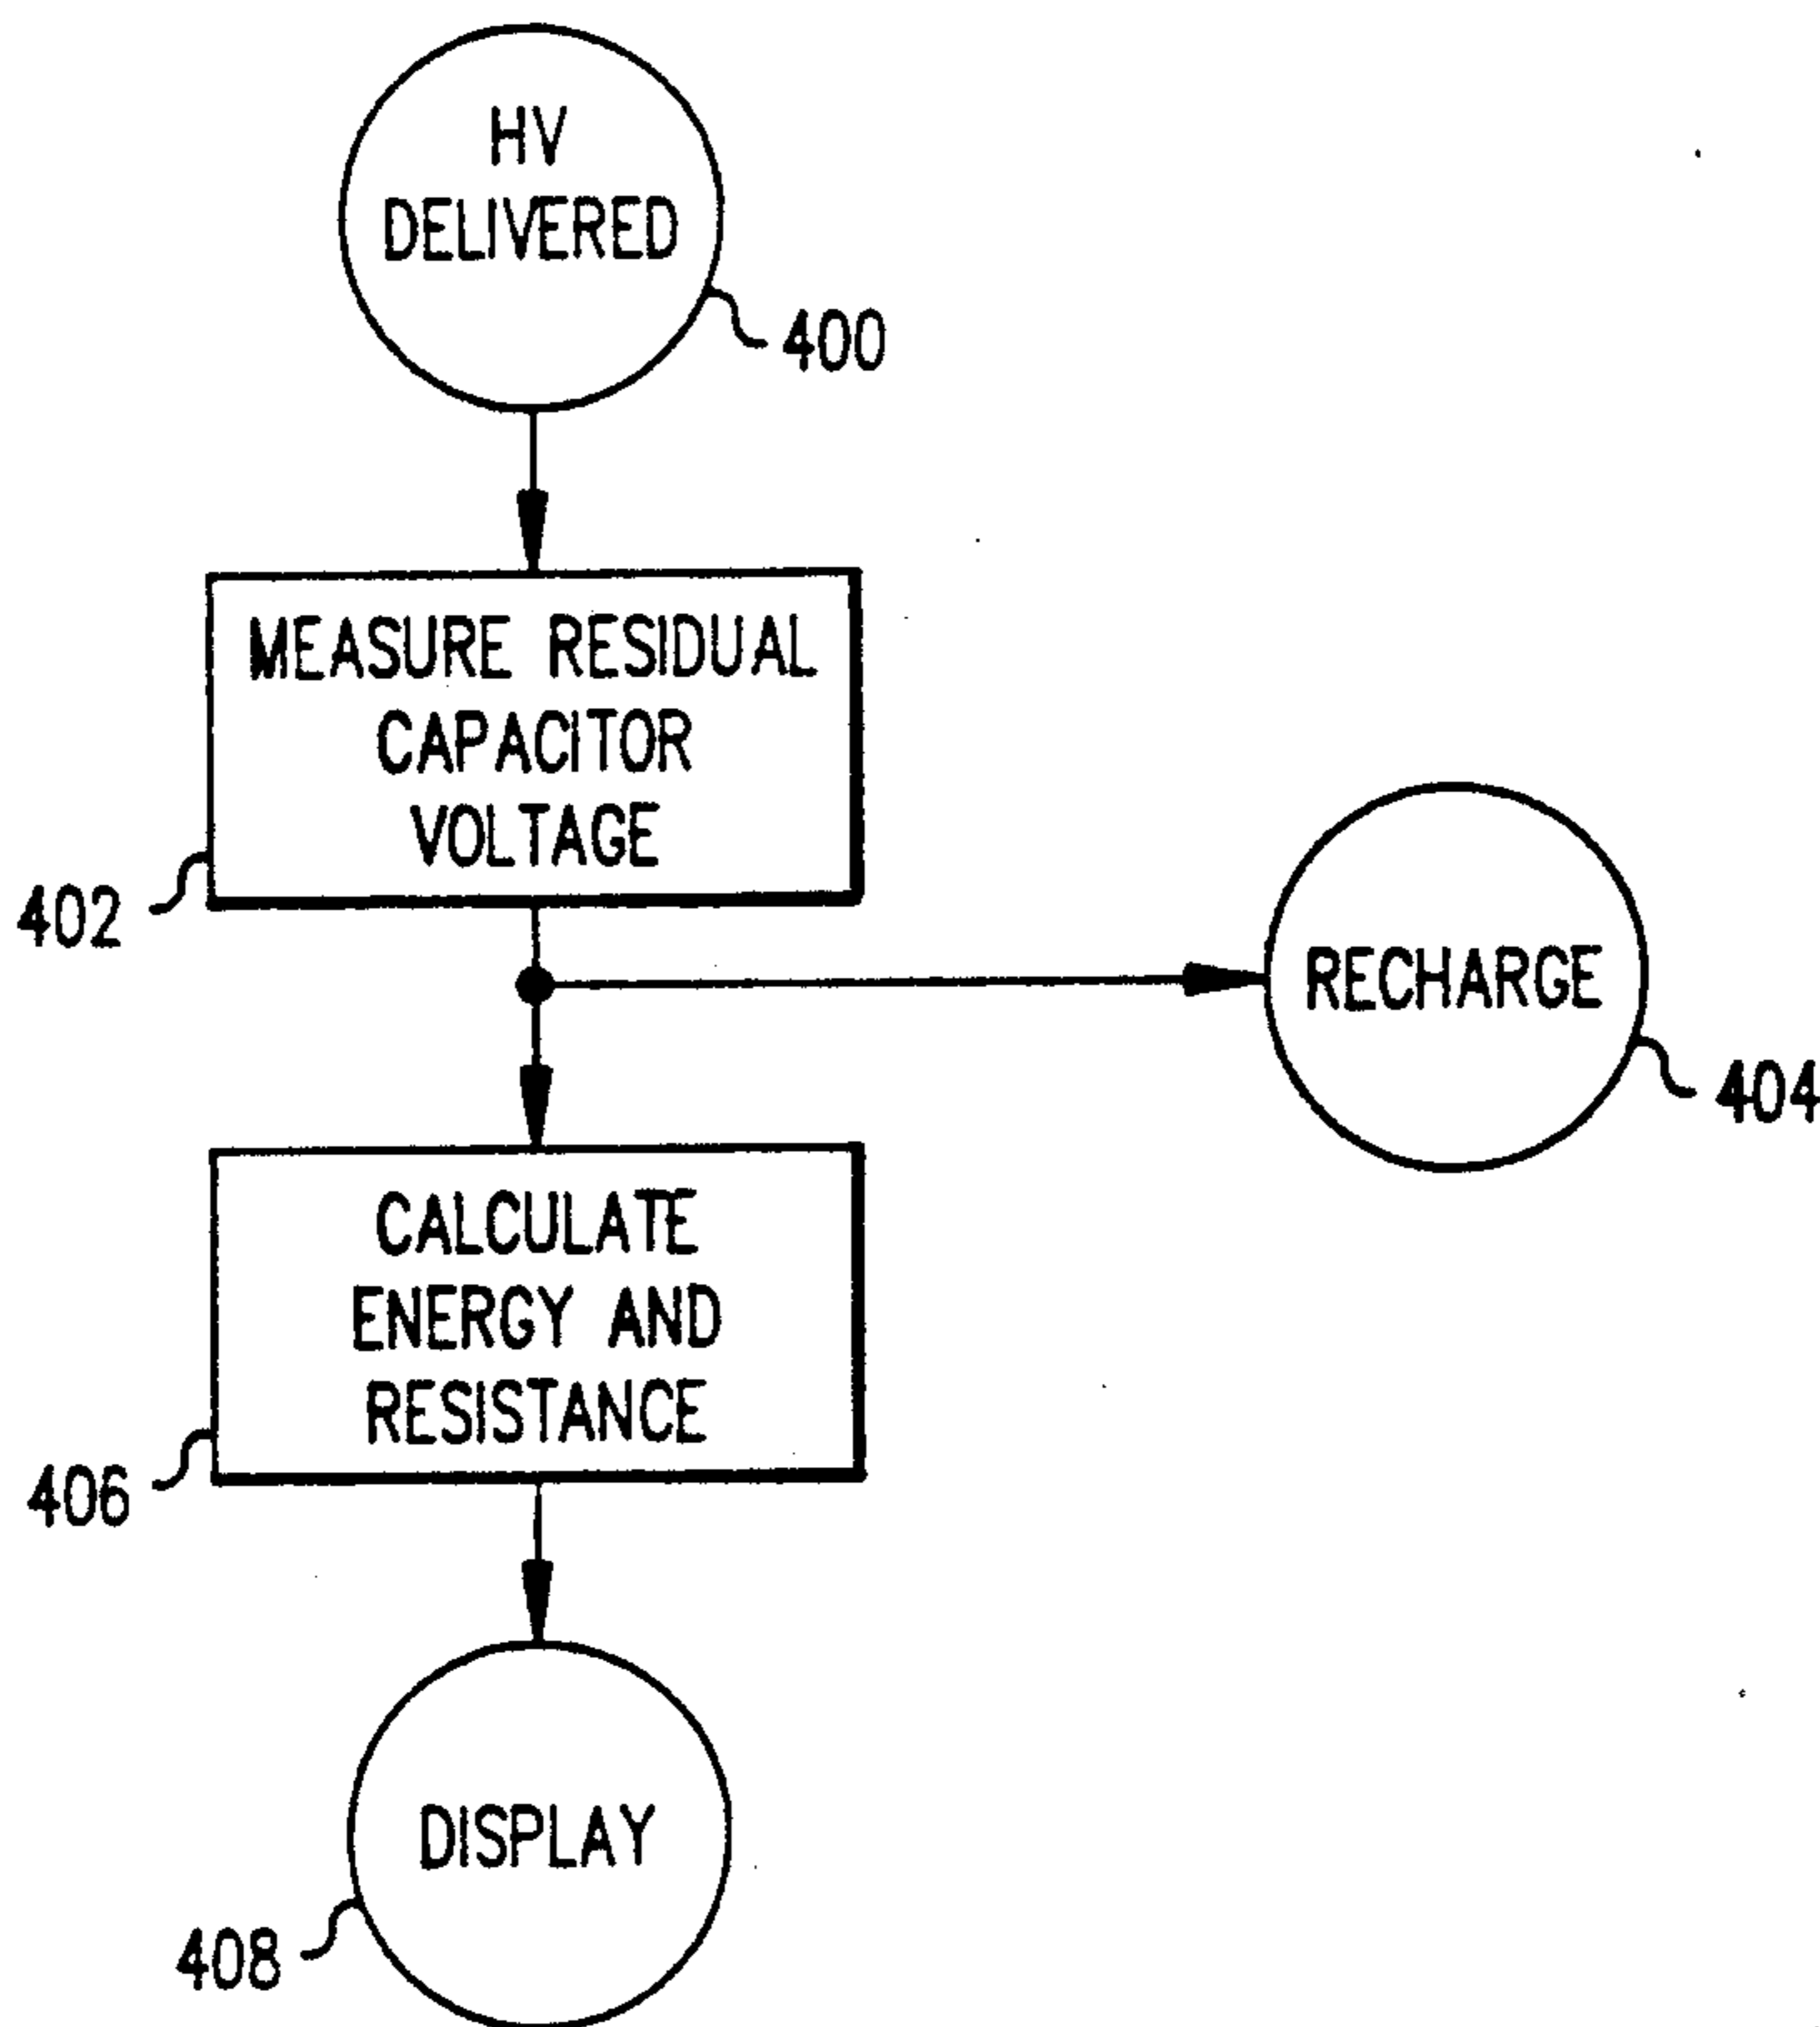 HV
DELIVERED
400
MEASURE RESIDUAL
CAPACITOR
VOLTAGE
402
RECHARGE
404
CALCULATE
ENERGY AND
RESISTANCE
406
DISPLAY
408